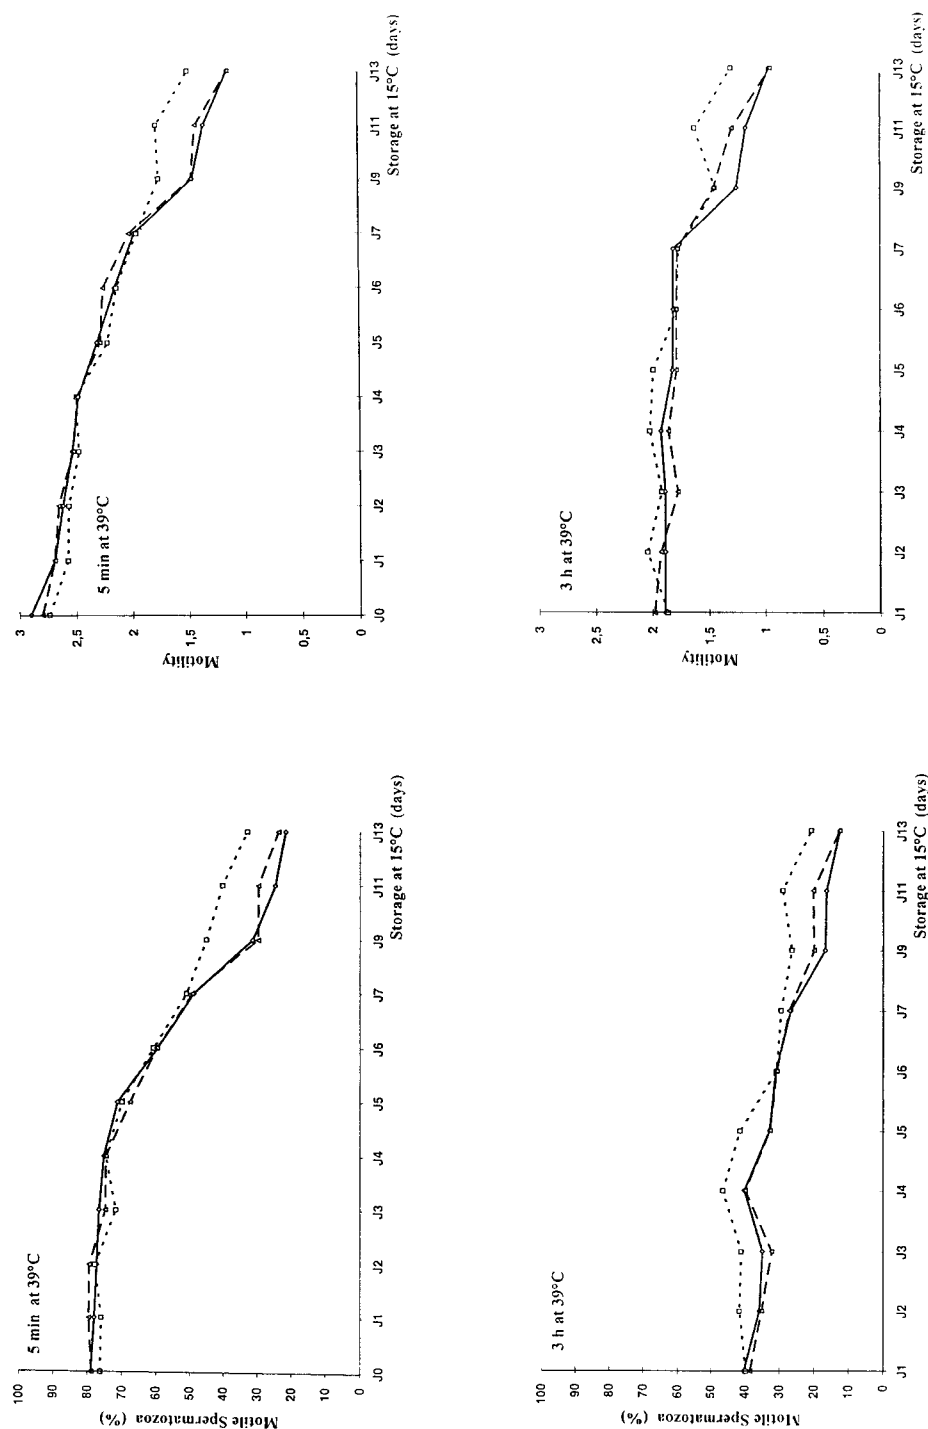 5 min at 39°C
Motile Spermatozoa (%)
100
90
80
70
60
50
40
30
20
10
0
J0 J1 J2 J3 J4 J5 J6 J7 J9 J11 J13
Storage at 15°C (days)
5 min at 39°C
Motility
3
2,5
2
1,5
1
0,5
0
J0 J1 J2 J3 J4 J5 J6 J7 J9 J11 J13
Storage at 15°C (days)
3 h at 39°C
Motile Spermatozoa (%)
100
90
80
70
60
50
40
30
20
10
0
J1 J2 J3 J4 J5 J6 J7 J9 J11 J13
Storage at 15°C (days)
3 h at 39°C
Motility
3
2,5
2
1,5
1
0,5
0
J1 J2 J3 J4 J5 J6 J7 J9 J11 J13
Storage at 15°C (days)